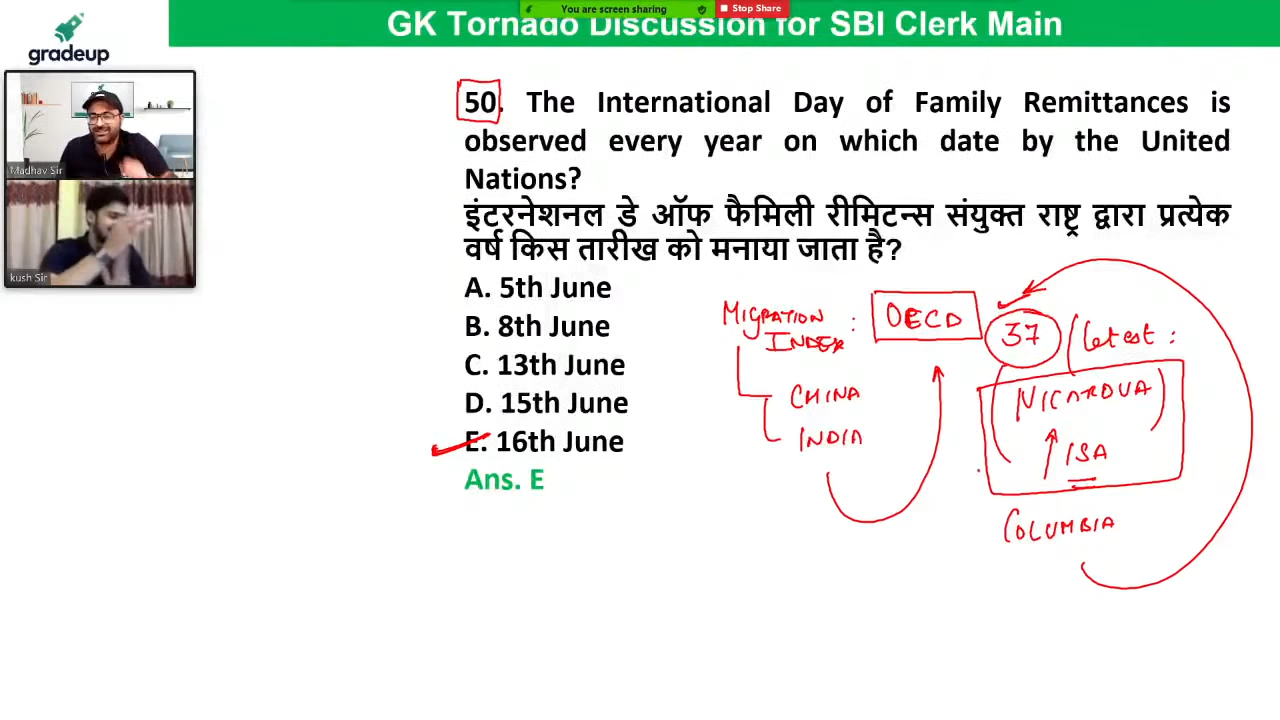 You are screen sharing
Stop Share
GK Tornado Discussion for SBI Clerk Main
gradeup
Madhav Sir
kush Sir
50. The International Day of Family Remittances is
observed every year on which date by the United
Nations?
इंटरनेशनल डे ऑफ फैमिली रीमिटन्स संयुक्त राष्ट्र द्वारा प्रत्येक
वर्ष किस तारीख को मनाया जाता है?
A. 5th June
B. 8th June
C. 13th June
D. 15th June
E. 16th June
Ans. E
MIGRATION
INDEX
: OECD
37 / latest :
CHINA
INDIA
NICARGUA
ISA
COLUMBIA